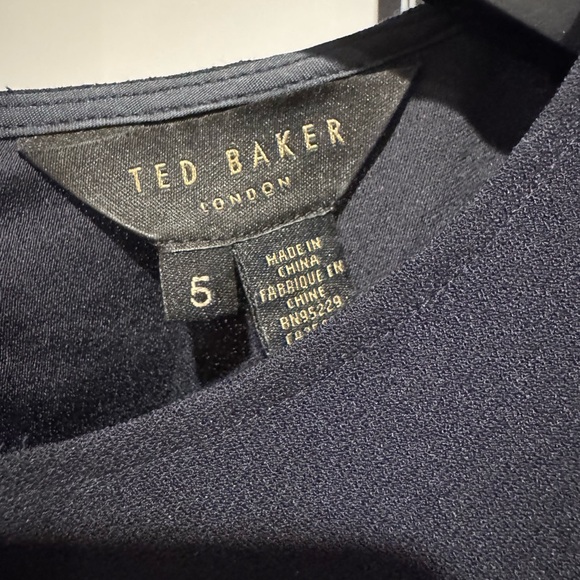 TED BAKER
LONDON
5
MADE IN
CHINA
FABRIQUE EN
CHINE
BN95229